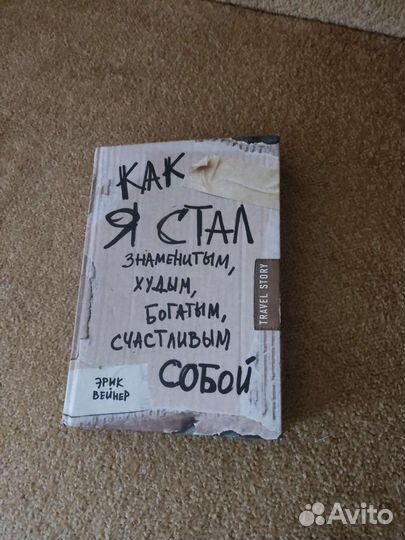 КАК
Я СТАЛ
ЗНАМЕНИТЫМ,
ХУДЫМ,
БОГАТЫМ,
СЧАСТЛИВЫМ
СОБОЙ
ЭРИК
ВЕЙНЕР
TRAVEL STORY
Avito